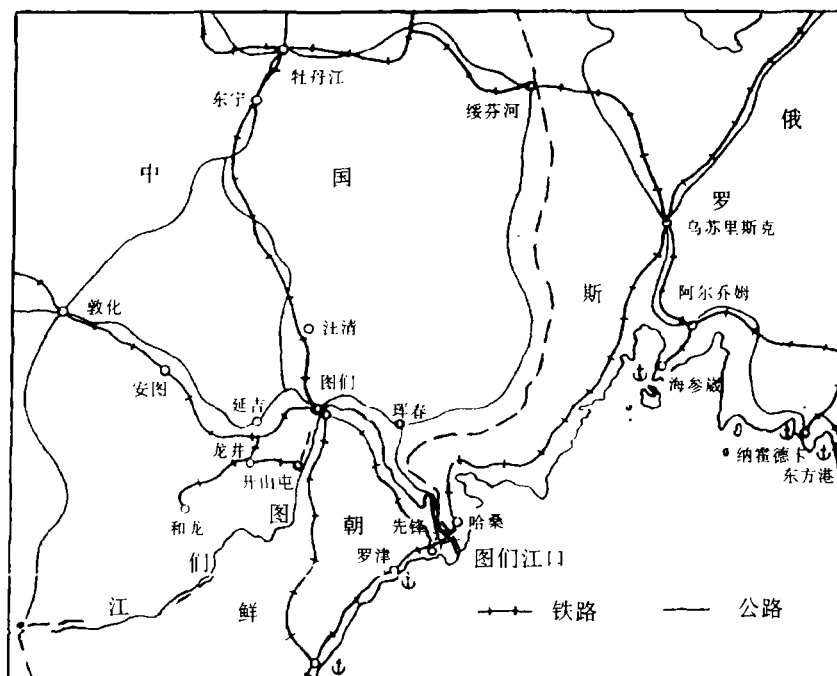 牡丹江
东宁
绥芬河
俄
中
国
罗
乌苏里斯克
斯
阿尔乔姆
敦化
汪清
海参崴
安图
图们
延吉
珲春
纳霍德卡
龙井
东方港
开山屯
和龙
图
朝
先锋
哈桑
们
罗津
图们江口
江
鲜
铁路
公路